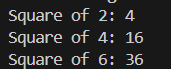 Square of 2: 4
Square of 4: 16
Square of 6: 36